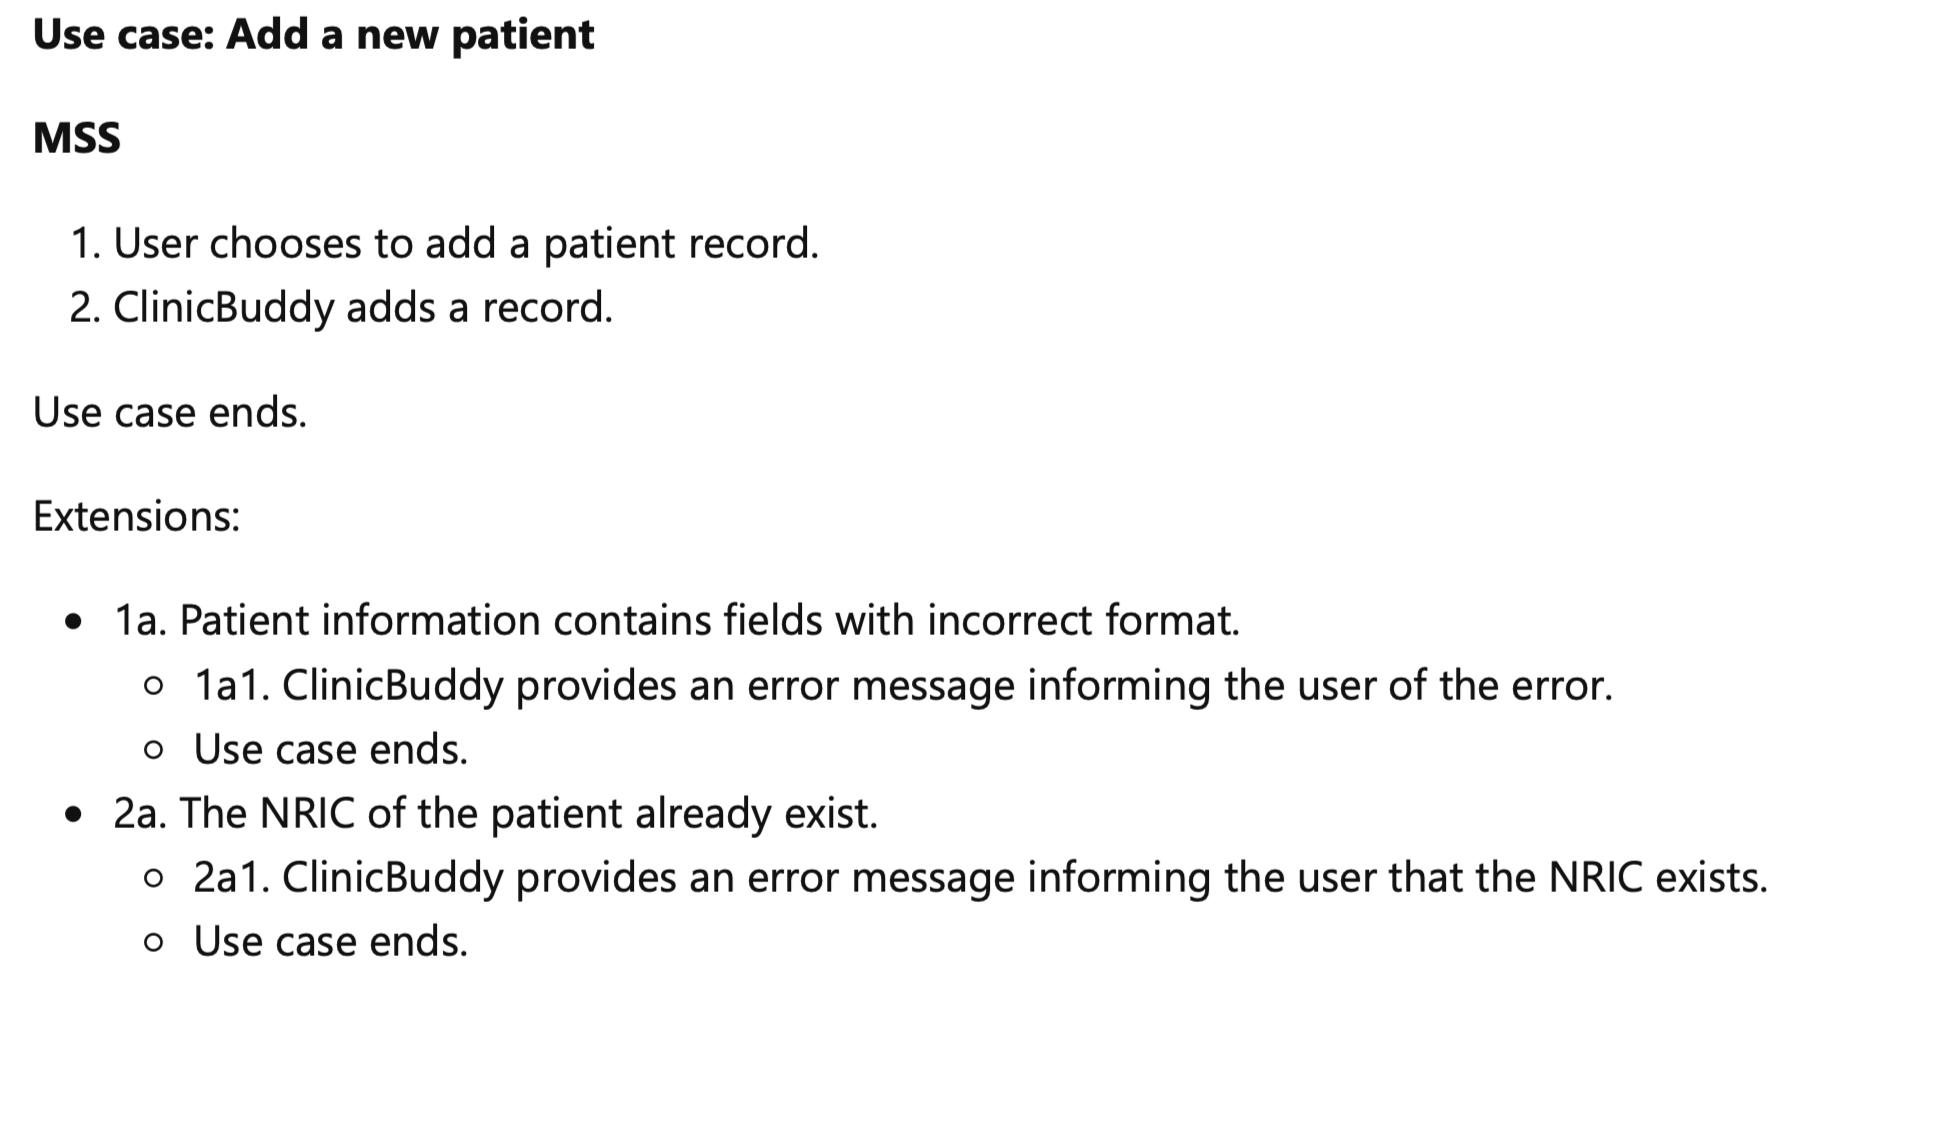 Use case: Add a new patient
MSS
1. User chooses to add a patient record.
2. ClinicBuddy adds a record.
Use case ends.
Extensions:
• 1a. Patient information contains fields with incorrect format.
◦ 1a1. ClinicBuddy provides an error message informing the user of the error.
◦ Use case ends.
• 2a. The NRIC of the patient already exist.
◦ 2a1. ClinicBuddy provides an error message informing the user that the NRIC exists.
◦ Use case ends.